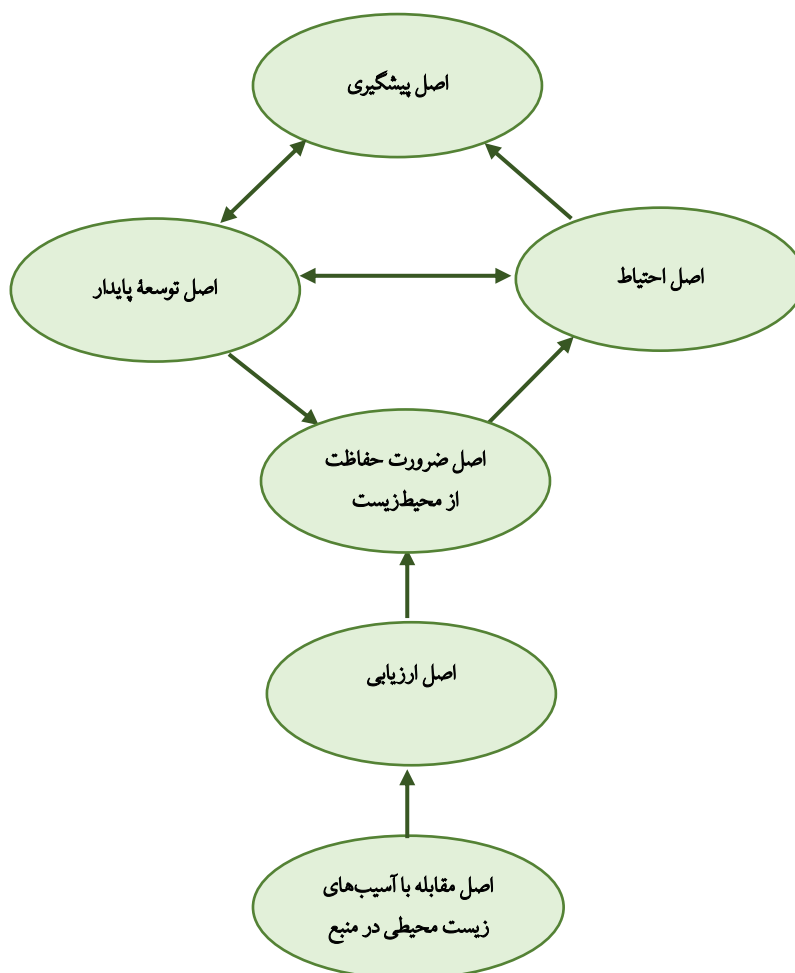 اصل پیشگیری
اصل احتیاط
اصل توسعۀ پایدار
اصل ضرورت حفاظت
از محیط‌زیست
اصل ارزیابی
اصل مقابله با آسیب‌های
زیست محیطی در منبع